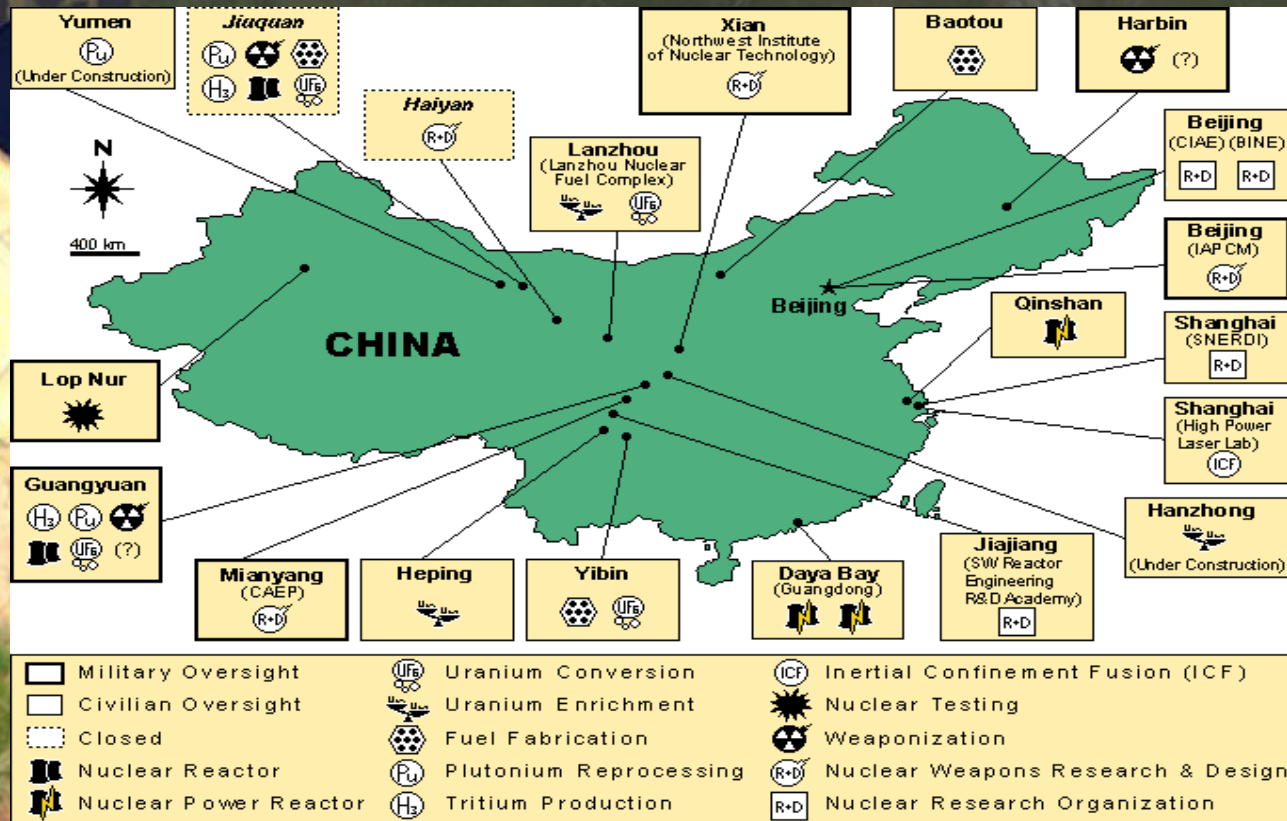 Yumen
Pu
(Under Construction)
Jiuquan
Pu
H3 UF6
Haiyan
R+D
Xian
(Northwest Institute
of Nuclear Technology)
R+D
Baotou
Harbin
(?)
N
400 km
Lanzhou
(Lanzhou Nuclear
Fuel Complex)
UF6
Beijing
(CIAE) (BINE)
R+D R+D
Beijing
(IAPCM)
R+D
Beijing
Qinshan
Shanghai
(SNERDI)
R+D
CHINA
Lop Nur
Shanghai
(High Power
Laser Lab)
ICF
Guangyuan
H3 Pu
UF6 (?)
Hanzhong
(Under Construction)
Mianyang
(CAEP)
R+D
Heping
Yibin
UF6
Daya Bay
(Guangdong)
Jiajiang
(SW Reactor
Engineering
R&D Academy)
R+D
Military Oversight
Civilian Oversight
Closed
Nuclear Reactor
Nuclear Power Reactor
UF6 Uranium Conversion
Uranium Enrichment
Fuel Fabrication
Pu Plutonium Reprocessing
H3 Tritium Production
ICF Inertial Confinement Fusion (ICF)
Nuclear Testing
Weaponization
R+D Nuclear Weapons Research & Design
R+D Nuclear Research Organization